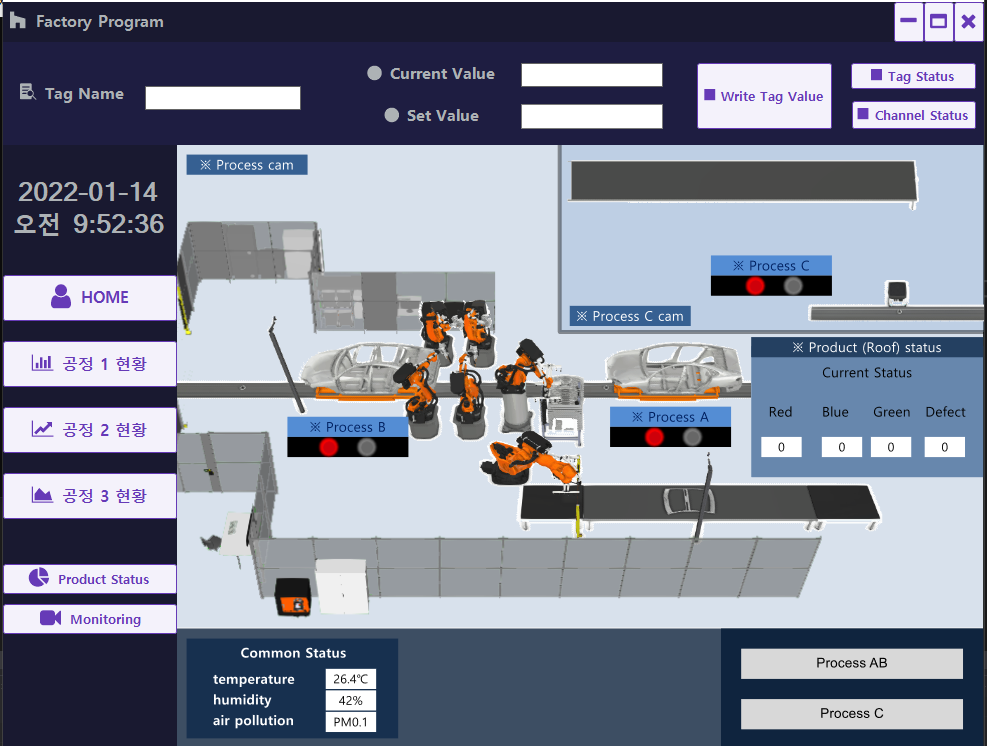 Factory Program
Tag Name
Current Value
Set Value
Write Tag Value
Tag Status
Channel Status
2022-01-14
오전 9:52:36
HOME
공정 1 현황
공정 2 현황
공정 3 현황
Product Status
Monitoring
※ Process cam
※ Process C
※ Process C cam
※ Process B
※ Process A
※ Product (Roof) status
Current Status
Red Blue Green Defect
0 0 0 0
Common Status
temperature 26.4℃
humidity 42%
air pollution PM0.1
Process AB
Process C